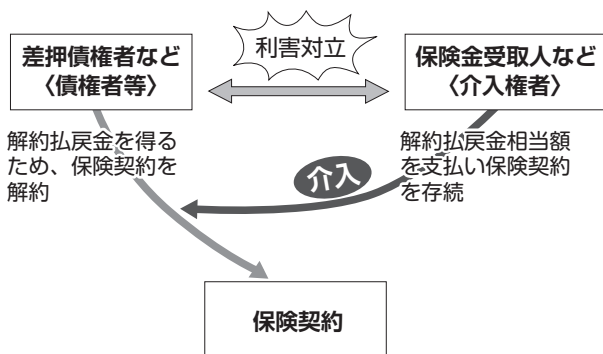 差押債権者など
〈債権者等〉
利害対立
保険金受取人など
〈介入権者〉
解約払戻金を得る
ため、保険契約を
解約
解約払戻金相当額
を支払い保険契約
を存続
介入
保険契約